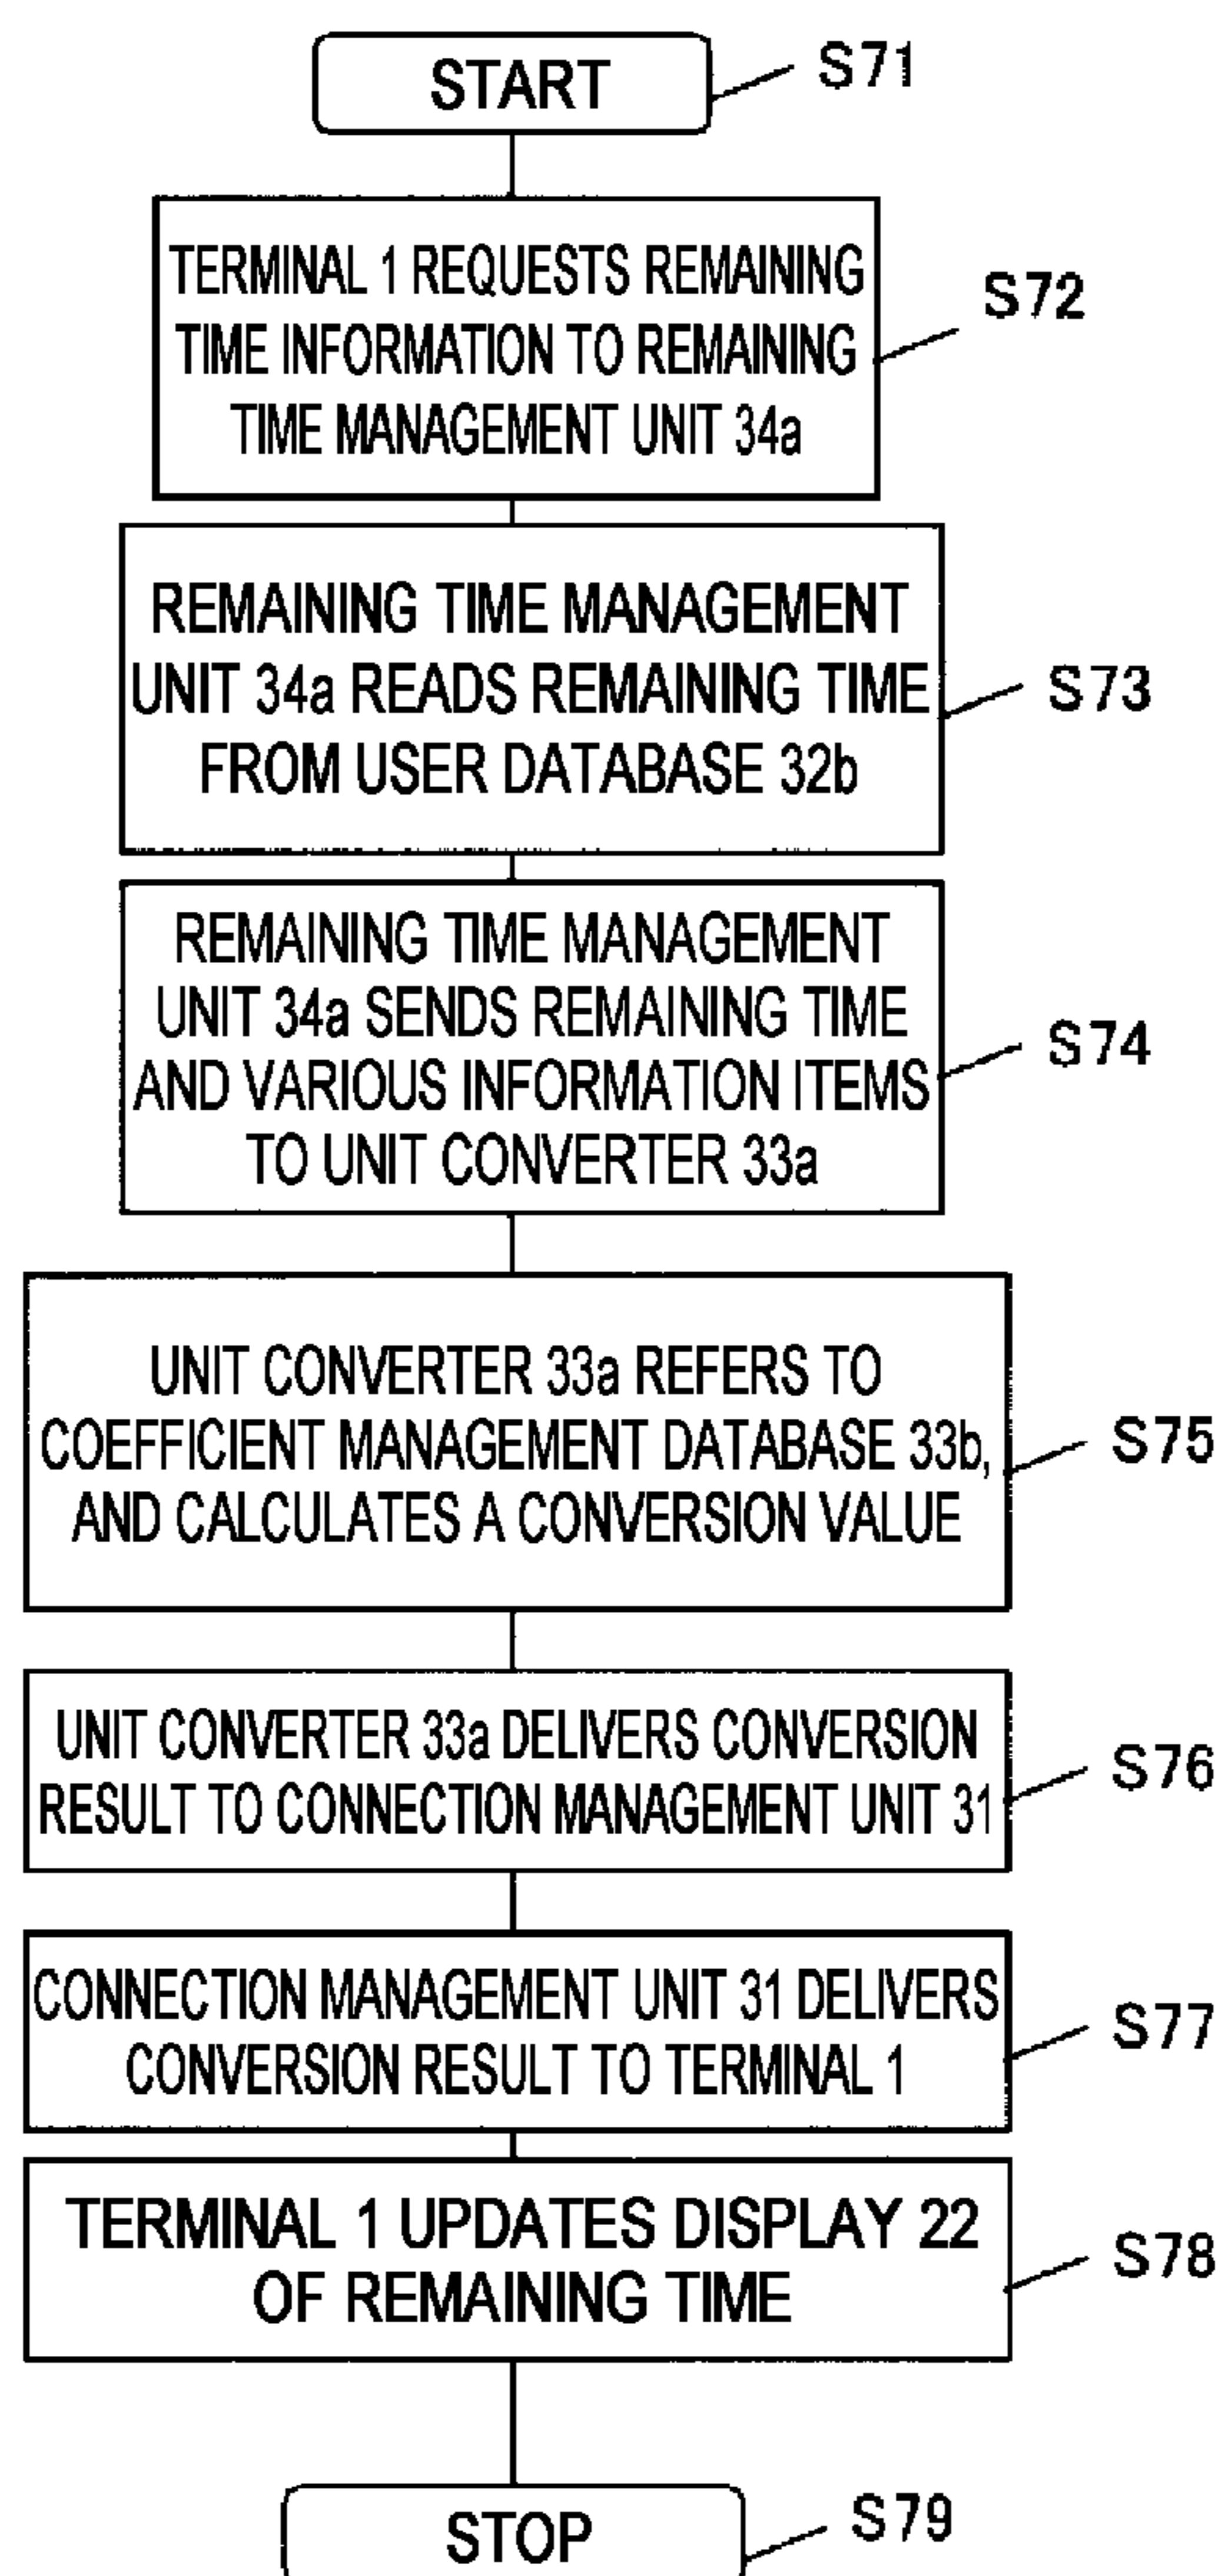 START
S71
TERMINAL 1 REQUESTS REMAINING
TIME INFORMATION TO REMAINING
TIME MANAGEMENT UNIT 34a
S72
REMAINING TIME MANAGEMENT
UNIT 34a READS REMAINING TIME
FROM USER DATABASE 32b
S73
REMAINING TIME MANAGEMENT
UNIT 34a SENDS REMAINING TIME
AND VARIOUS INFORMATION ITEMS
TO UNIT CONVERTER 33a
S74
UNIT CONVERTER 33a REFERS TO
COEFFICIENT MANAGEMENT DATABASE 33b,
AND CALCULATES A CONVERSION VALUE
S75
UNIT CONVERTER 33a DELIVERS CONVERSION
RESULT TO CONNECTION MANAGEMENT UNIT 31
S76
CONNECTION MANAGEMENT UNIT 31 DELIVERS
CONVERSION RESULT TO TERMINAL 1
S77
TERMINAL 1 UPDATES DISPLAY 22
OF REMAINING TIME
S78
STOP
S79